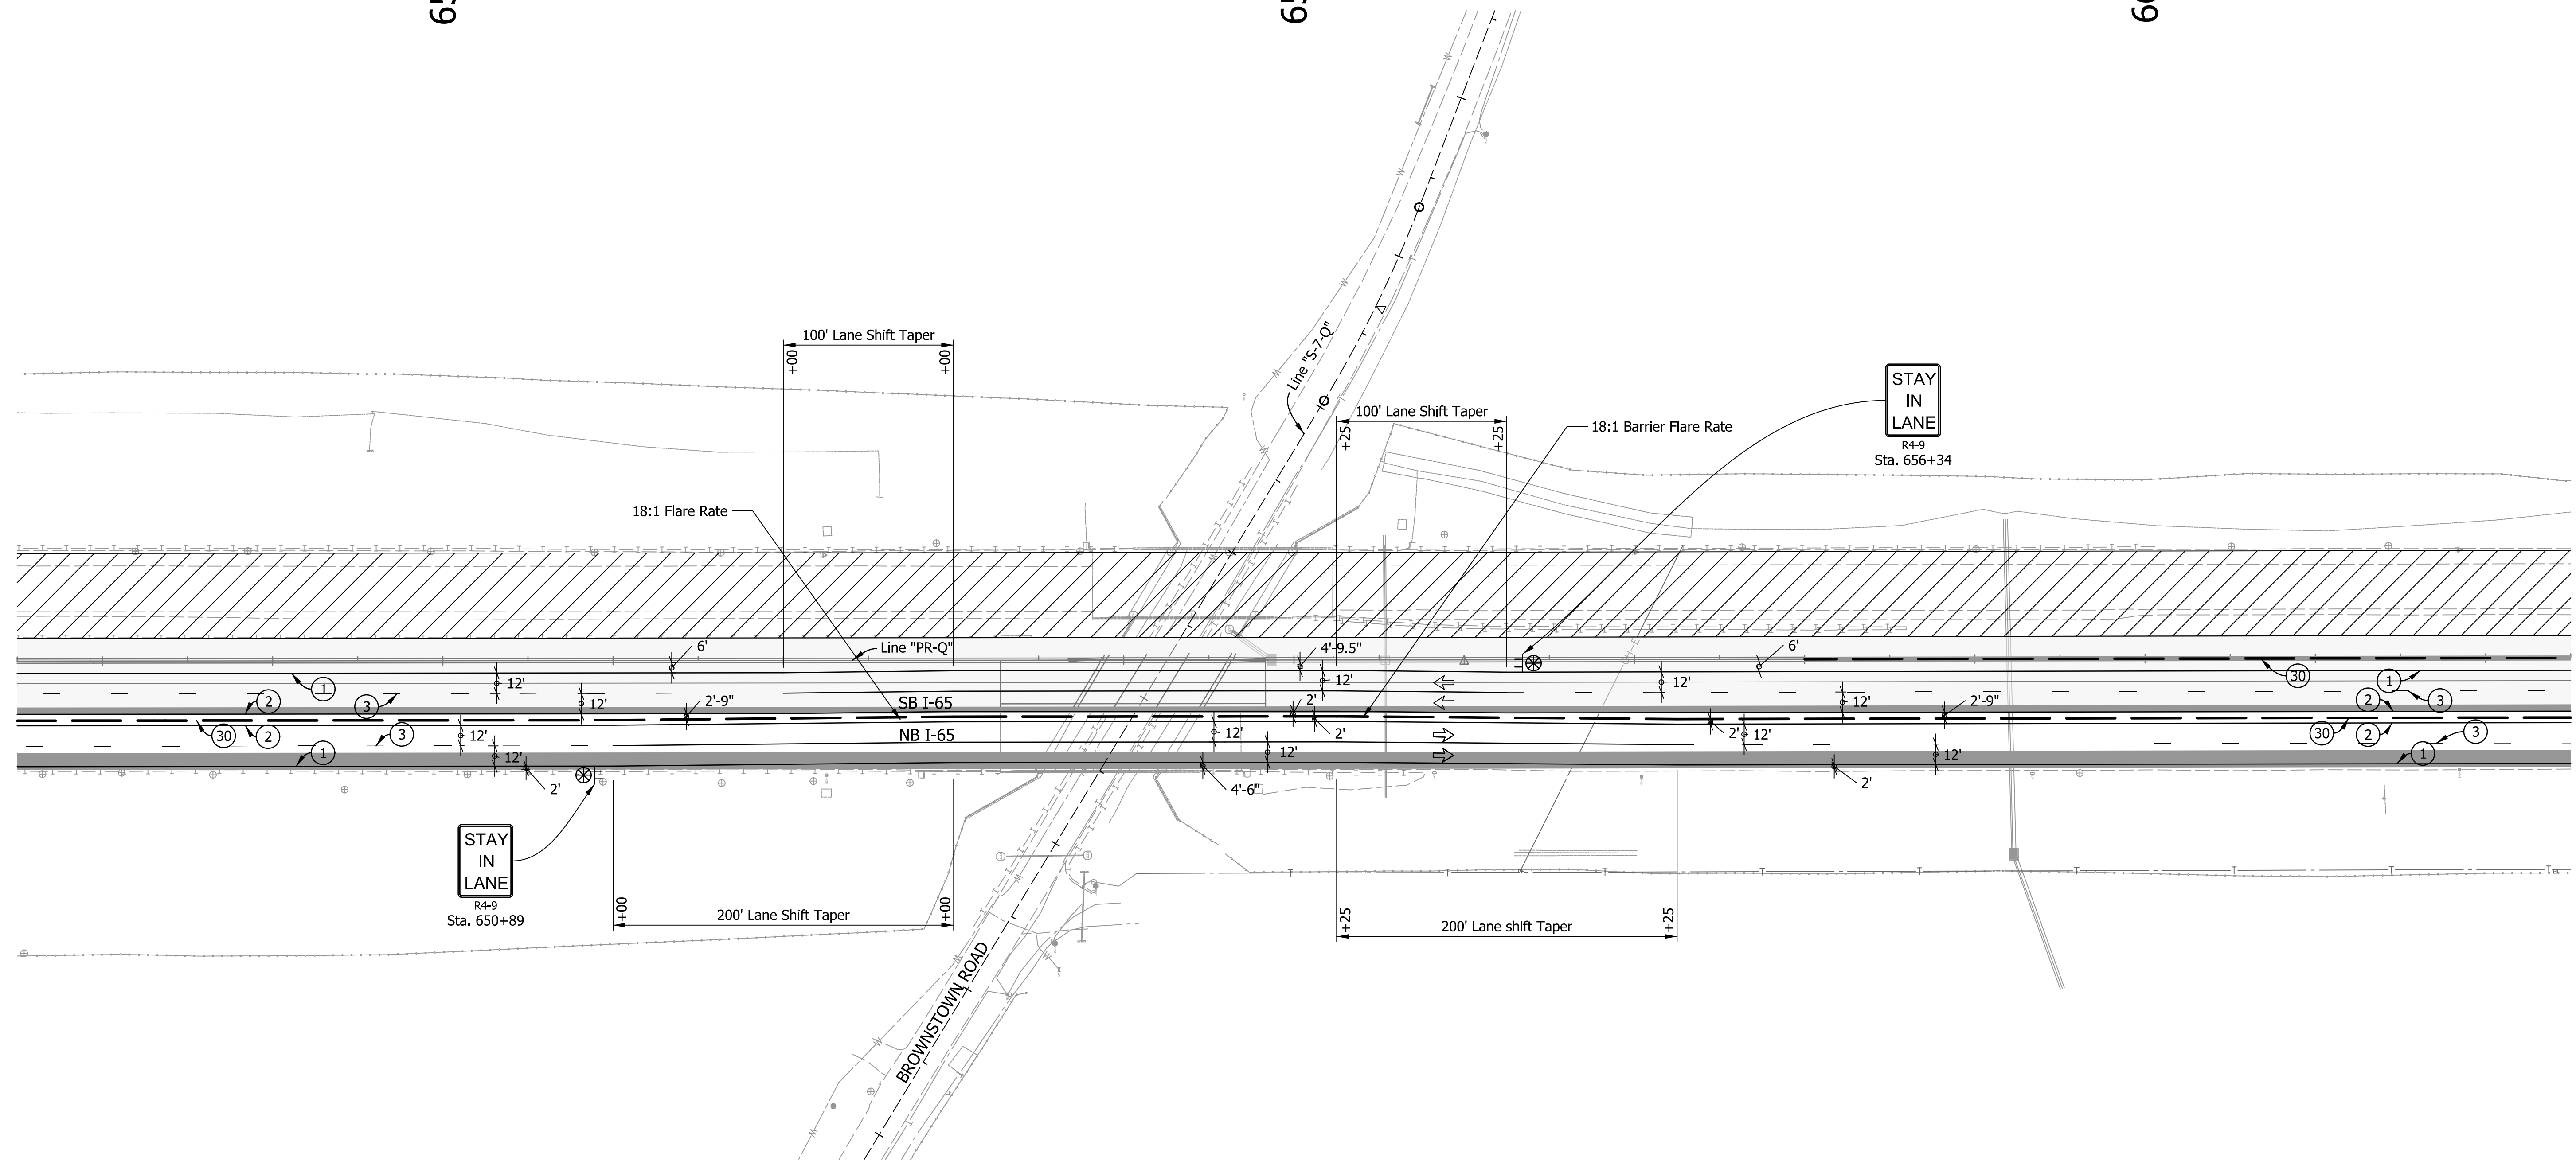 100' Lane Shift Taper
+00
+00
Line "S-7-Q"
STAY
IN
LANE
R4-9
Sta. 656+34
100' Lane Shift Taper
+25
+25
18:1 Barrier Flare Rate
18:1 Flare Rate
6'
Line "PR-Q"
4'-9.5"
6'
12'
12'
12'
30
1
1
2
3
12'
2'-9"
SB I-65
2'
12'
2'-9"
2
3
30
2
3
12'
NB I-65
12'
2'
2'
12'
30
2
3
1
12'
12'
12'
1
2'
4'-6"
2'
STAY
IN
LANE
R4-9
Sta. 650+89
+00
+00
200' Lane Shift Taper
+25
+25
200' Lane shift Taper
BROWNSTOWN ROAD